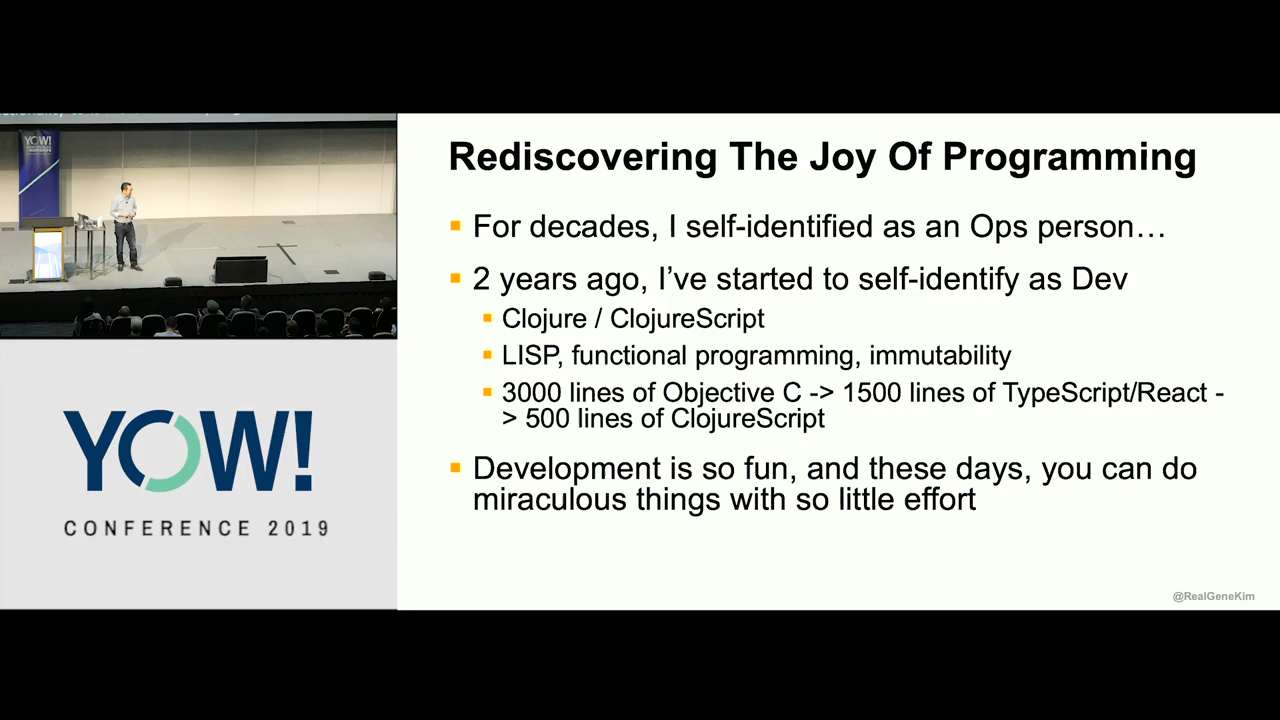 YOW!
Rediscovering The Joy Of Programming
For decades, I self-identified as an Ops person…
2 years ago, I’ve started to self-identify as Dev
Clojure / ClojureScript
LISP, functional programming, immutability
3000 lines of Objective C -> 1500 lines of TypeScript/React -
> 500 lines of ClojureScript
Development is so fun, and these days, you can do
miraculous things with so little effort
@RealGeneKim
YOW!
CONFERENCE 2019